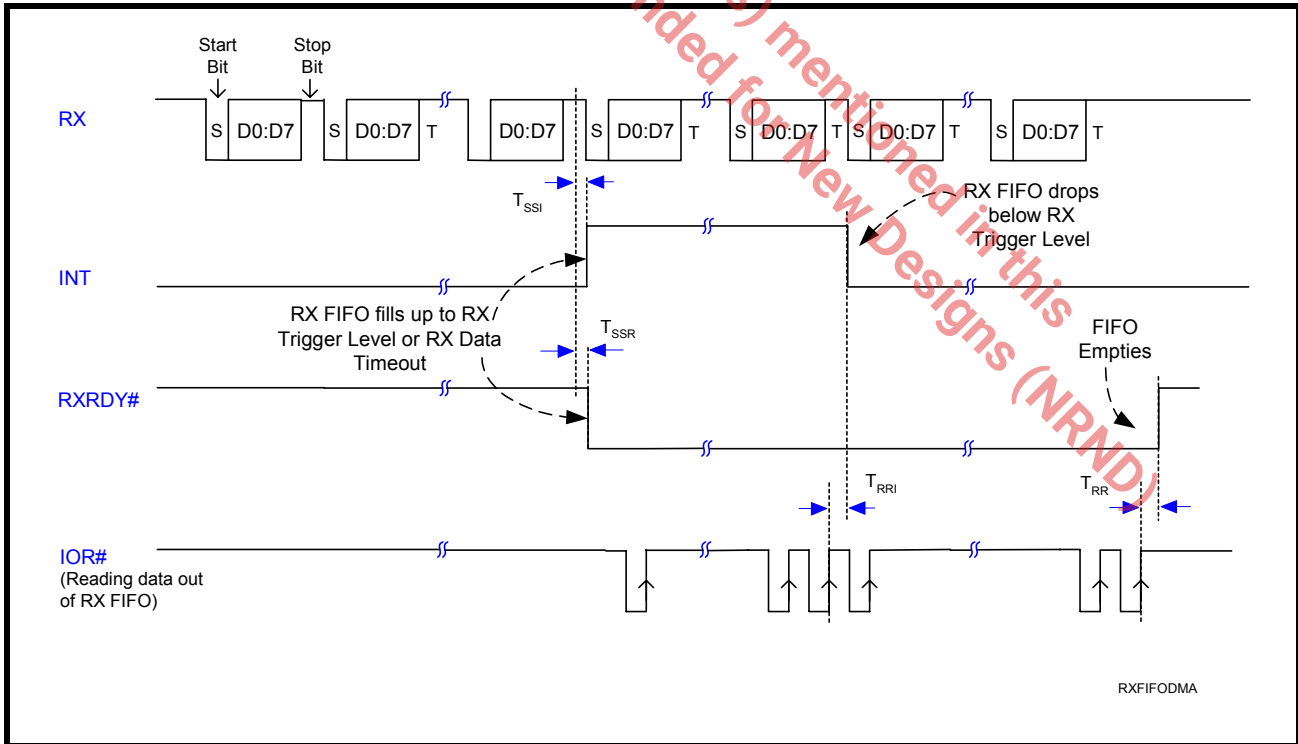 Start
Bit
Stop
Bit
RX
S D0:D7 S D0:D7 T D0:D7 S D0:D7 T S D0:D7 T S D0:D7 T S D0:D7 T
TSSI
RX FIFO drops
below RX
Trigger Level
INT
RX FIFO fills up to RX
Trigger Level or RX Data
Timeout
TSSR
FIFO
Empties
RXRDY#
TRRI
TRR
IOR#
(Reading data out
of RX FIFO)
RXFIFODMA
mentioned in this
for New Designs (NRND)